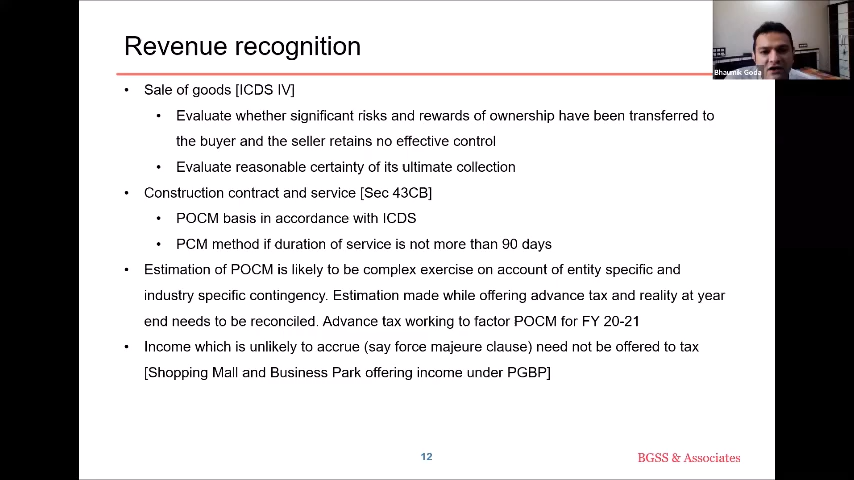 Revenue recognition
Bhaumik Goda
• Sale of goods [ICDS IV]
• Evaluate whether significant risks and rewards of ownership have been transferred to
the buyer and the seller retains no effective control
• Evaluate reasonable certainty of its ultimate collection
• Construction contract and service [Sec 43CB]
• POCM basis in accordance with ICDS
• PCM method if duration of service is not more than 90 days
• Estimation of POCM is likely to be complex exercise on account of entity specific and
industry specific contingency. Estimation made while offering advance tax and reality at year
end needs to be reconciled. Advance tax working to factor POCM for FY 20-21
• Income which is unlikely to accrue (say force majeure clause) need not be offered to tax
[Shopping Mall and Business Park offering income under PGBP]
12
BGSS & Associates